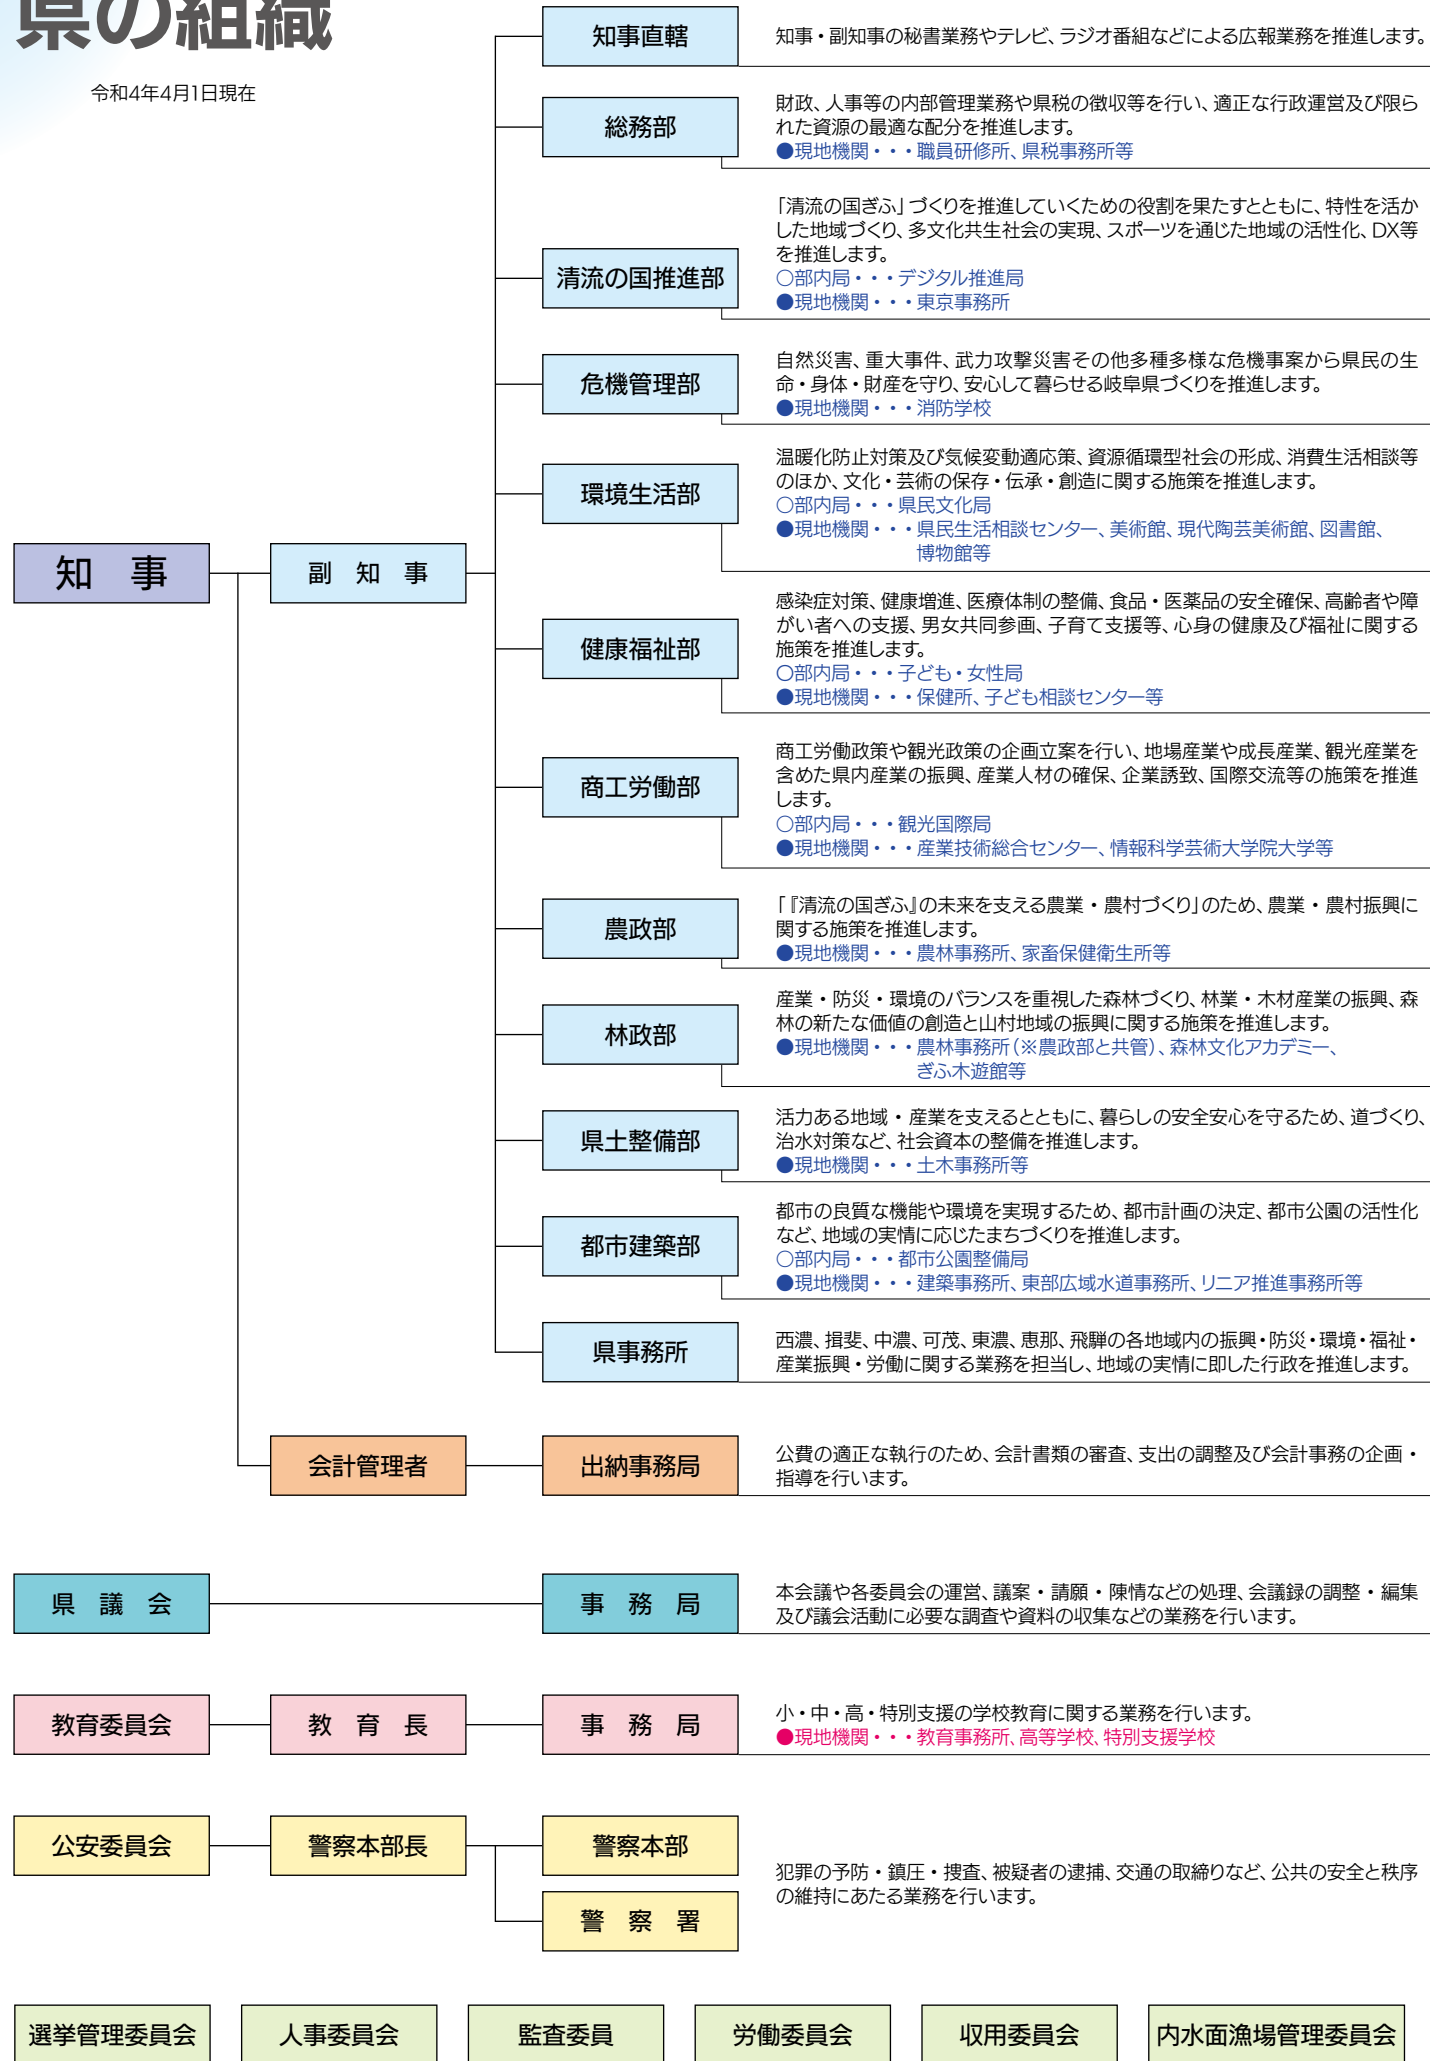 県の組織
令和4年4月1日現在
知事直轄
知事・副知事の秘書業務やテレビ、ラジオ番組などによる広報業務を推進します。
総務部
財政、人事等の内部管理業務や県税の徴収等を行い、適正な行政運営及び限ら
れた資源の最適な配分を推進します。
●現地機関・・・職員研修所、県税事務所等
清流の国推進部
「清流の国ぎふ」づくりを推進していくための役割を果たすとともに、特性を活か
した地域づくり、多文化共生社会の実現、スポーツを通じた地域の活性化、DX等
を推進します。
○部内局・・・デジタル推進局
●現地機関・・・東京事務所
危機管理部
自然災害、重大事件、武力攻撃災害その他多種多様な危機事案から県民の生
命・身体・財産を守り、安心して暮らせる岐阜県づくりを推進します。
●現地機関・・・消防学校
環境生活部
温暖化防止対策及び気候変動適応策、資源循環型社会の形成、消費生活相談等
のほか、文化・芸術の保存・伝承・創造に関する施策を推進します。
○部内局・・・県民文化局
●現地機関・・・県民生活相談センター、美術館、現代陶芸美術館、図書館、
博物館等
知 事
副 知 事
健康福祉部
感染症対策、健康増進、医療体制の整備、食品・医薬品の安全確保、高齢者や障
がい者への支援、男女共同参画、子育て支援等、心身の健康及び福祉に関する
施策を推進します。
○部内局・・・子ども・女性局
●現地機関・・・保健所、子ども相談センター等
商工労働部
商工労働政策や観光政策の企画立案を行い、地場産業や成長産業、観光産業を
含めた県内産業の振興、産業人材の確保、企業誘致、国際交流等の施策を推進
します。
○部内局・・・観光国際局
●現地機関・・・産業技術総合センター、情報科学芸術大学院大学等
農政部
「『清流の国ぎふ』の未来を支える農業・農村づくり」のため、農業・農村振興に
関する施策を推進します。
●現地機関・・・農林事務所、家畜保健衛生所等
林政部
産業・防災・環境のバランスを重視した森林づくり、林業・木材産業の振興、森
林の新たな価値の創造と山村地域の振興に関する施策を推進します。
●現地機関・・・農林事務所(※農政部と共管)、森林文化アカデミー、
ぎふ木遊館等
県土整備部
活力ある地域・産業を支えるとともに、暮らしの安全安心を守るため、道づくり、
治水対策など、社会資本の整備を推進します。
●現地機関・・・土木事務所等
都市建築部
都市の良質な機能や環境を実現するため、都市計画の決定、都市公園の活性化
など、地域の実情に応じたまちづくりを推進します。
○部内局・・・都市公園整備局
●現地機関・・・建築事務所、東部広域水道事務所、リニア推進事務所等
県事務所
西濃、揖斐、中濃、可茂、東濃、恵那、飛騨の各地域内の振興・防災・環境・福祉・
産業振興・労働に関する業務を担当し、地域の実情に即した行政を推進します。
会計管理者
出納事務局
公費の適正な執行のため、会計書類の審査、支出の調整及び会計事務の企画・
指導を行います。
県 議 会
事 務 局
本会議や各委員会の運営、議案・請願・陳情などの処理、会議録の調整・編集
及び議会活動に必要な調査や資料の収集などの業務を行います。
教育委員会
教 育 長
事 務 局
小・中・高・特別支援の学校教育に関する業務を行います。
●現地機関・・・教育事務所、高等学校、特別支援学校
公安委員会
警察本部長
警察本部
警 察 署
犯罪の予防・鎮圧・捜査、被疑者の逮捕、交通の取締りなど、公共の安全と秩序
の維持にあたる業務を行います。
選挙管理委員会
人事委員会
監査委員
労働委員会
収用委員会
内水面漁場管理委員会